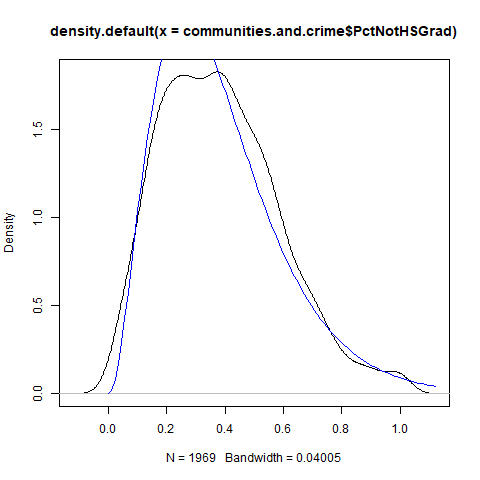 density.default(x = communities.and.crime$PctNotHSGrad)
Density
0.0
0.5
1.0
1.5
0.0 0.2 0.4 0.6 0.8 1.0
N = 1969 Bandwidth = 0.04005